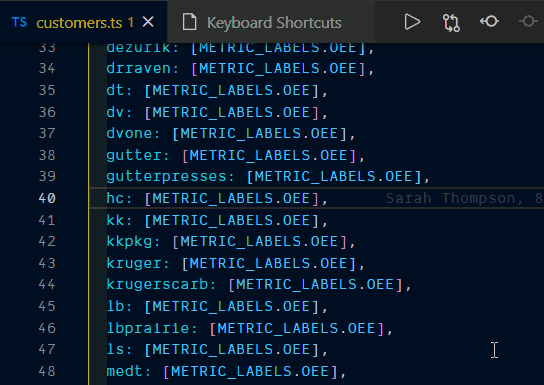 TS customers.ts 1 × Keyboard Shortcuts
33 dezurik: [METRIC_LABELS.OEE],
34 drraven: [METRIC_LABELS.OEE],
35 dt: [METRIC_LABELS.OEE],
36 dv: [METRIC_LABELS.OEE],
37 dvone: [METRIC_LABELS.OEE],
38 gutter: [METRIC_LABELS.OEE],
39 gutterpresses: [METRIC_LABELS.OEE],
40 hc: [METRIC_LABELS.OEE], Sarah Thompson, 8
41 kk: [METRIC_LABELS.OEE],
42 kkpkg: [METRIC_LABELS.OEE],
43 kruger: [METRIC_LABELS.OEE],
44 krugerscarb: [METRIC_LABELS.OEE],
45 lb: [METRIC_LABELS.OEE],
46 lbprairie: [METRIC_LABELS.OEE],
47 ls: [METRIC_LABELS.OEE],
48 medt: [METRIC_LABELS.OEE],